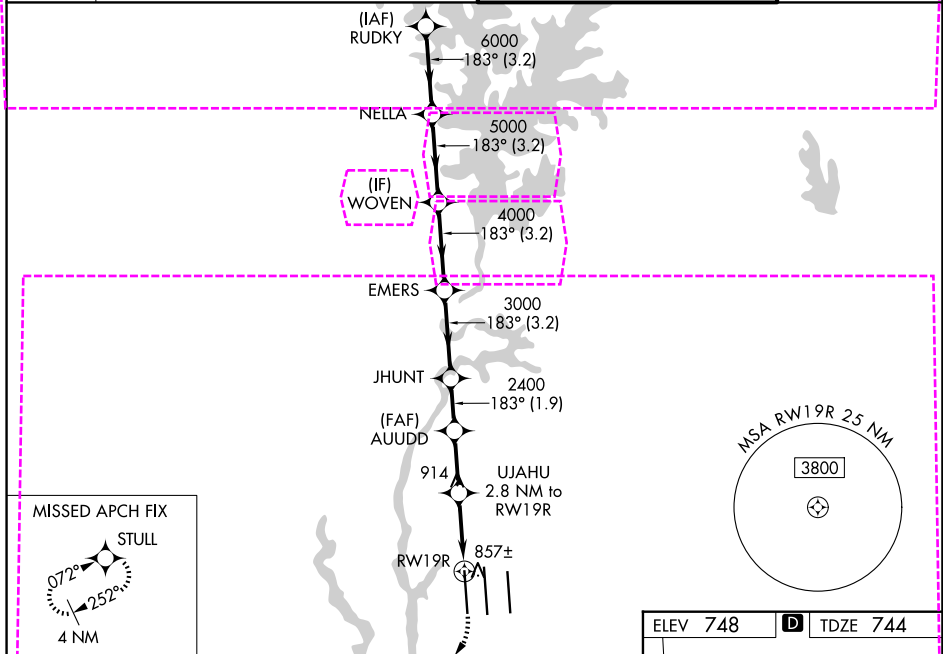 (IAF)
RUDKY
6000
183° (3.2)
NELLA
5000
183° (3.2)
(IF)
WOVEN
4000
183° (3.2)
EMERS
3000
183° (3.2)
JHUNT
2400
183° (1.9)
(FAF)
AUUDD
MSA RW19R 25 NM
3800
914
UJAHU
2.8 NM to
RW19R
MISSED APCH FIX
STULL
072°
252°
4 NM
RW19R
857±
ELEV 748
D
TDZE 744